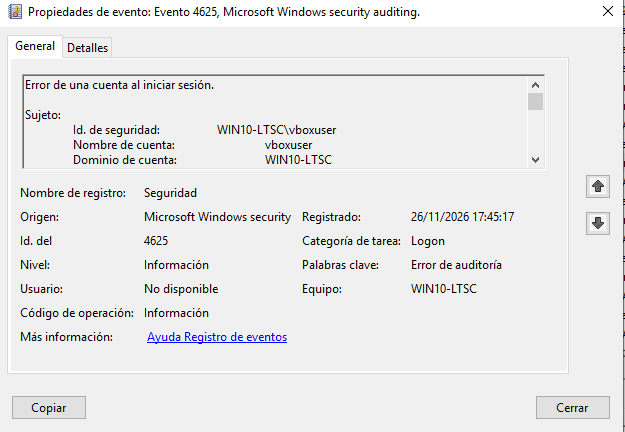 Propiedades de evento: Evento 4625, Microsoft Windows security auditing.
General Detalles
Error de una cuenta al iniciar sesión.
Sujeto:
Id. de seguridad: WIN10-LTSC\vboxuser
Nombre de cuenta: vboxuser
Dominio de cuenta: WIN10-LTSC
Nombre de registro: Seguridad
Origen: Microsoft Windows security Registrado: 26/11/2026 17:45:17
Id. del 4625 Categoría de tarea: Logon
Nivel: Información Palabras clave: Error de auditoría
Usuario: No disponible Equipo: WIN10-LTSC
Código de operación: Información
Más información: Ayuda Registro de eventos
Copiar Cerrar